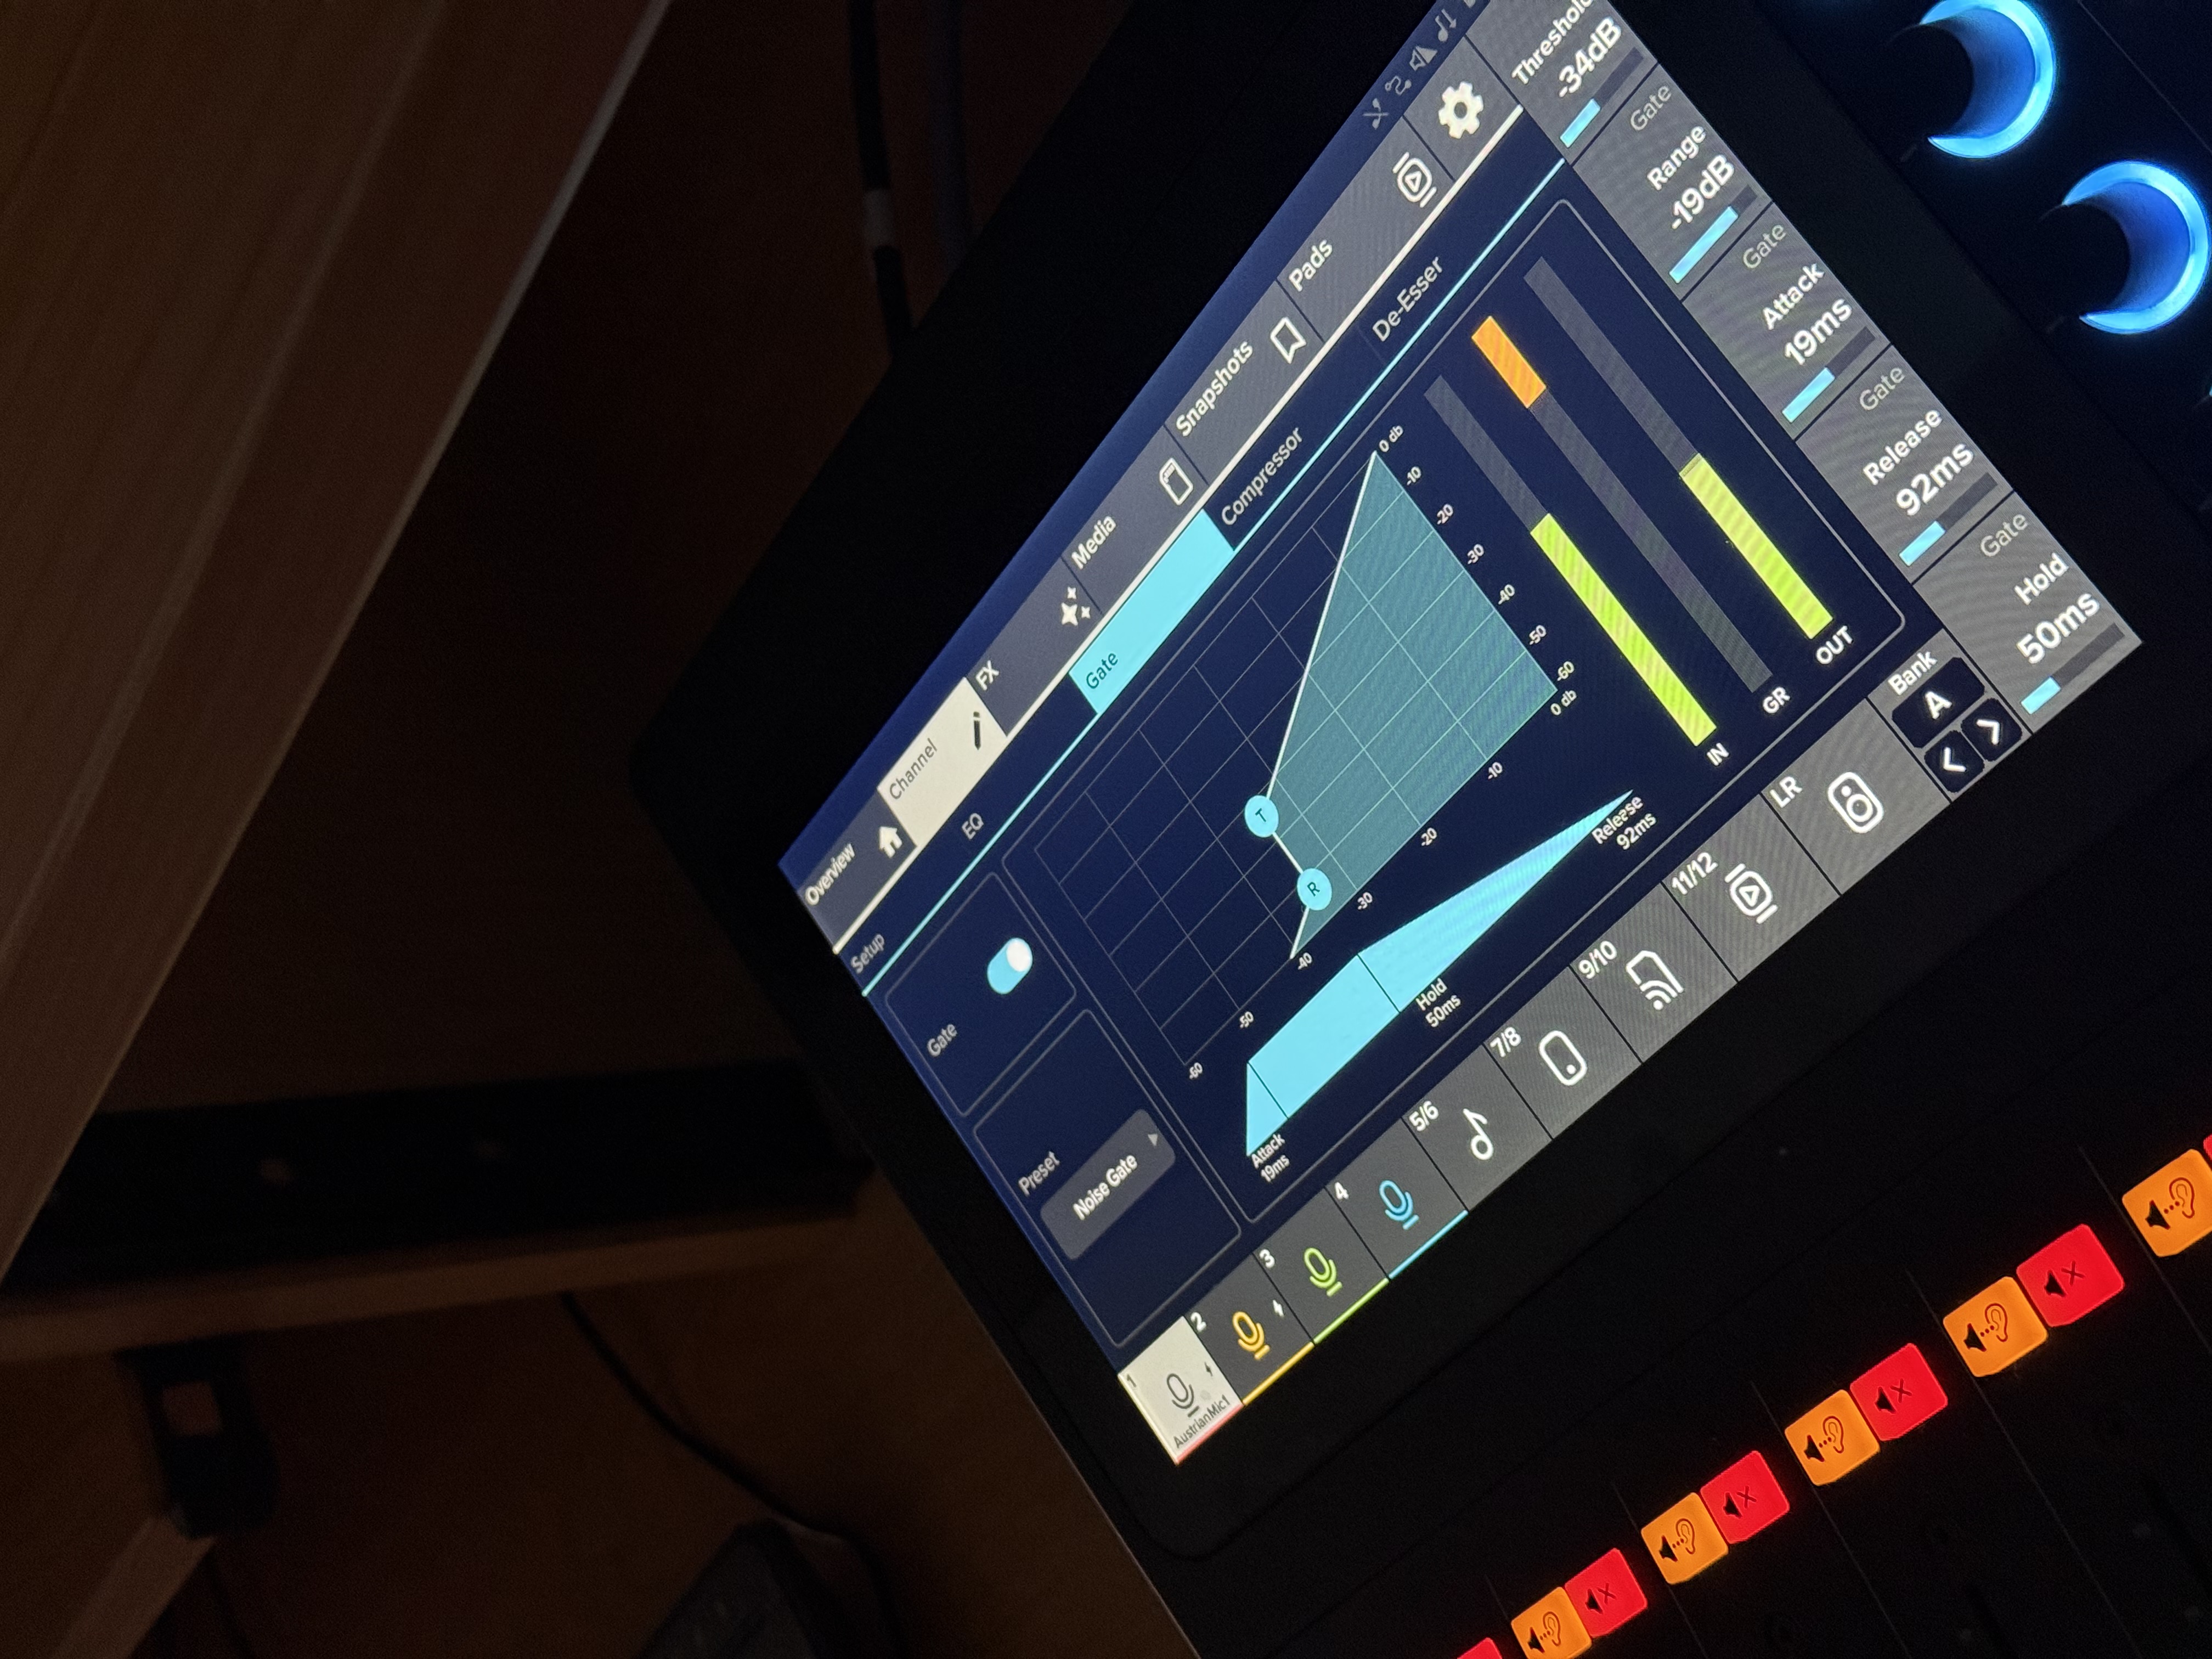 Overview
Channel
FX
Media
Snapshots
Pads
Setup
EQ
Gate
Compressor
De-Esser
Gate
Preset
Noise Gate
-60
-50
-40
-30
-20
-10
0 db
0 db
-10
-20
-30
-40
-50
-60
T
R
Attack
19ms
Hold
50ms
Release
92ms
IN
GR
OUT
Threshold
-34dB
Gate
Range
-19dB
Gate
Attack
19ms
Gate
Release
92ms
Gate
Hold
50ms
1
AustrianMic1
2
3
4
5/6
7/8
9/10
11/12
LR
Bank
A